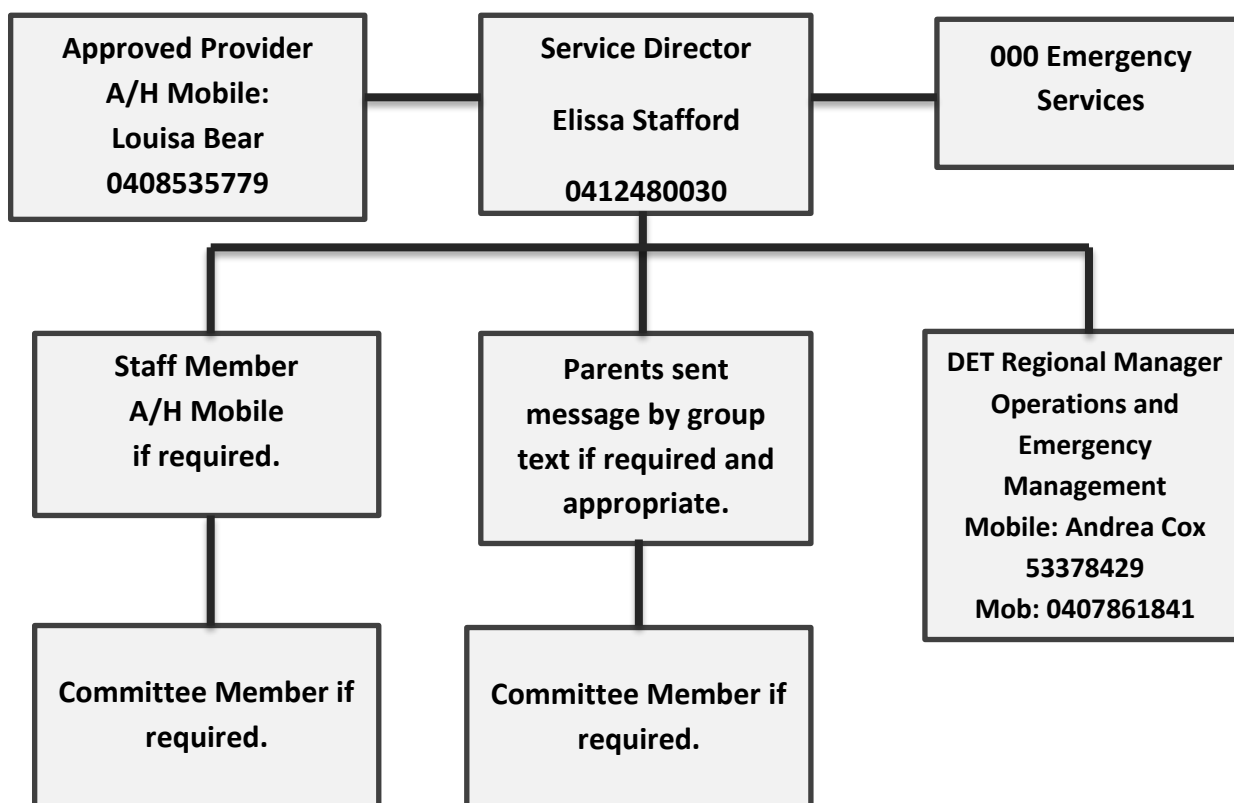 Approved Provider
A/H Mobile:
Louisa Bear
0408535779
Service Director
Elissa Stafford
0412480030
000 Emergency
Services
Staff Member
A/H Mobile
if required.
Parents sent
message by group
text if required and
appropriate.
DET Regional Manager
Operations and
Emergency
Management
Mobile: Andrea Cox
53378429
Mob: 0407861841
Committee Member if
required.
Committee Member if
required.